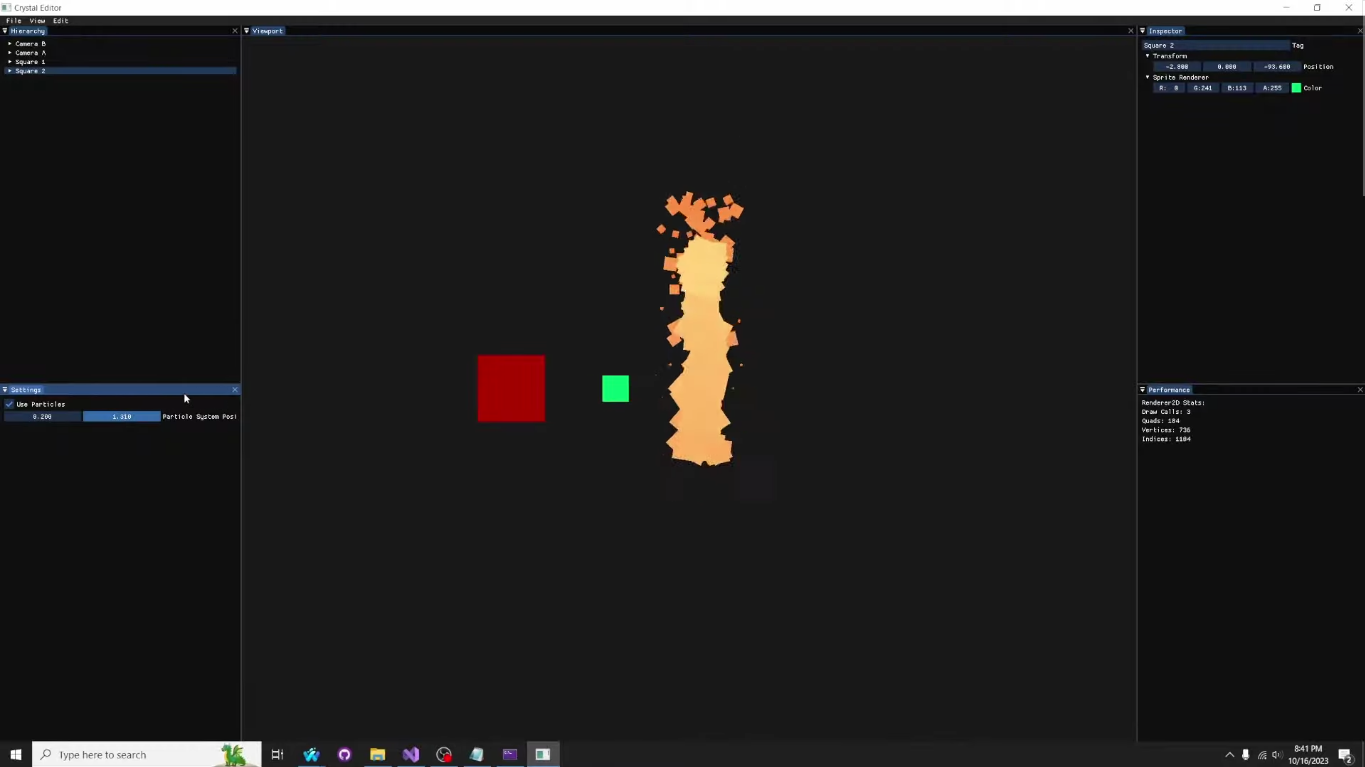 Crystal Editor
File View Edit
Hierarchy
Camera B
Camera A
Square 1
Square 2
Viewport
Inspector
Square 2 Tag
Transform
-2.800 0.000 -93.600 Position
Sprite Renderer
R: 0 G:241 B:113 A:255 Color
Settings
Use Particles
0.200 1.310 Particle System Posi
Performance
Renderer2D Stats:
Draw Calls: 3
Quads: 184
Vertices: 736
Indices: 1104
Type here to search
8:41 PM
10/16/2023
2